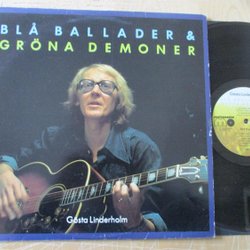 BLÅ BALLADER &
GRÖNA DEMONER
Gösta Linderholm